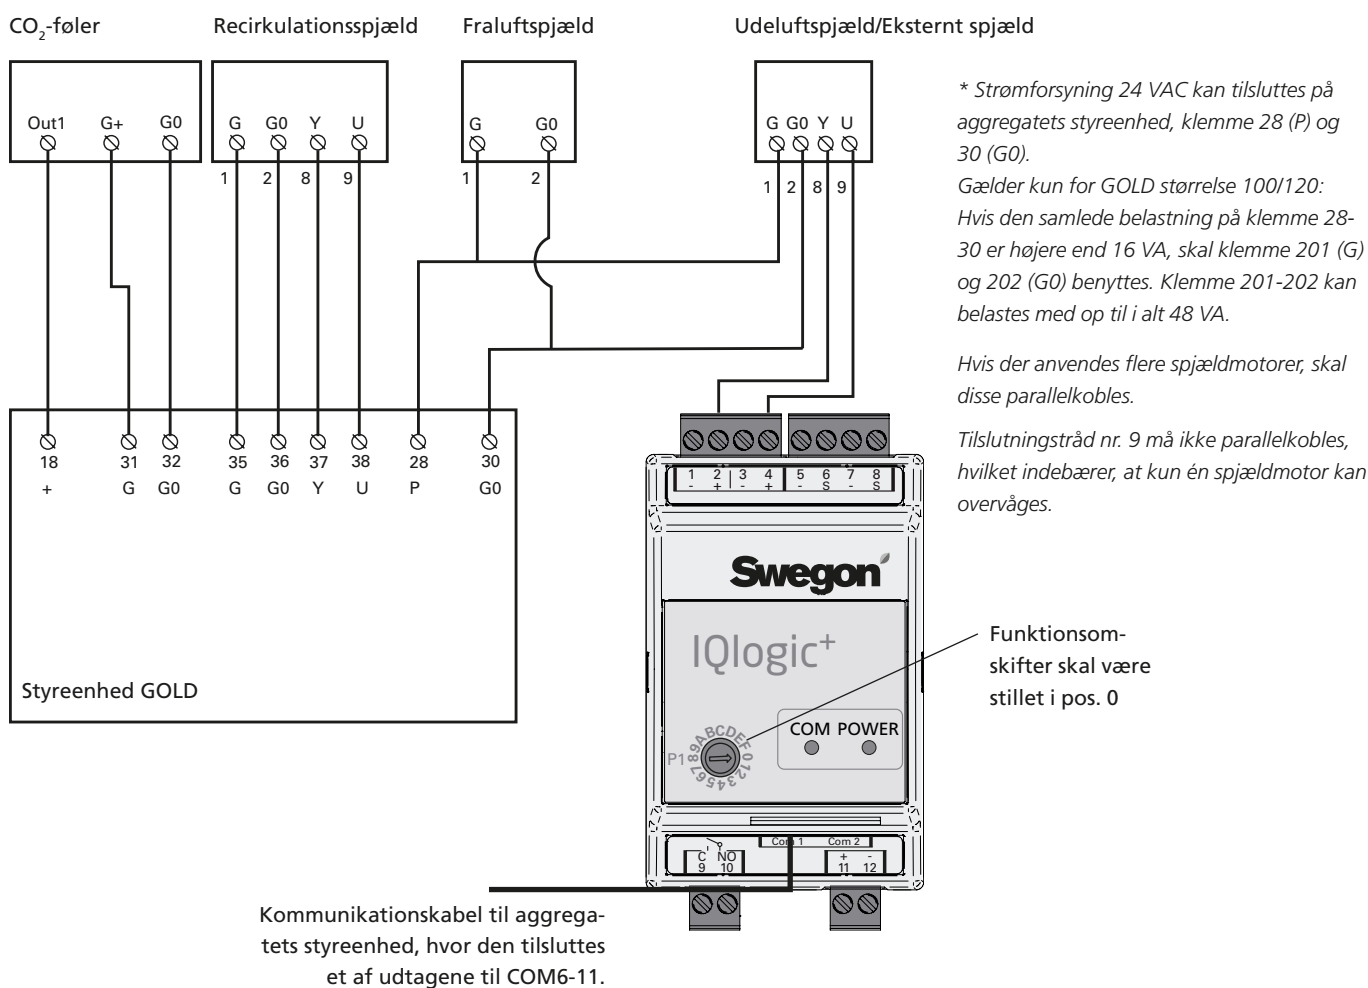 CO2-føler
Recirkulationsspjæld
Fraluftspjæld
Udeluftspjæld/Eksternt spjæld
Out1 G+ G0
G G0 Y U
G G0
G G0 Y U
1 2 8 9
1 2
1 2 8 9
* Strømforsyning 24 VAC kan tilsluttes på
aggregatets styreenhed, klemme 28 (P) og
30 (G0).
Gælder kun for GOLD størrelse 100/120:
Hvis den samlede belastning på klemme 28-
30 er højere end 16 VA, skal klemme 201 (G)
og 202 (G0) benyttes. Klemme 201-202 kan
belastes med op til i alt 48 VA.
Hvis der anvendes flere spjældmotorer, skal
disse parallelkobles.
Tilslutningstråd nr. 9 må ikke parallelkobles,
hvilket indebærer, at kun én spjældmotor kan
overvåges.
18 31 32 35 36 37 38 28 30
+ G G0 G G0 Y U P G0
Styreenhed GOLD
1 2 3 4 5 6 7 8
- + - + - S - S
Swegon
IQlogic+
Funktionsom-
skifter skal være
stillet i pos. 0
COM POWER
P1
0123456789ABCDEF
Com 1 Com 2
C NO
9 10
+ -
11 12
Kommunikationskabel til aggrega-
tets styreenhed, hvor den tilsluttes
et af udtagene til COM6-11.